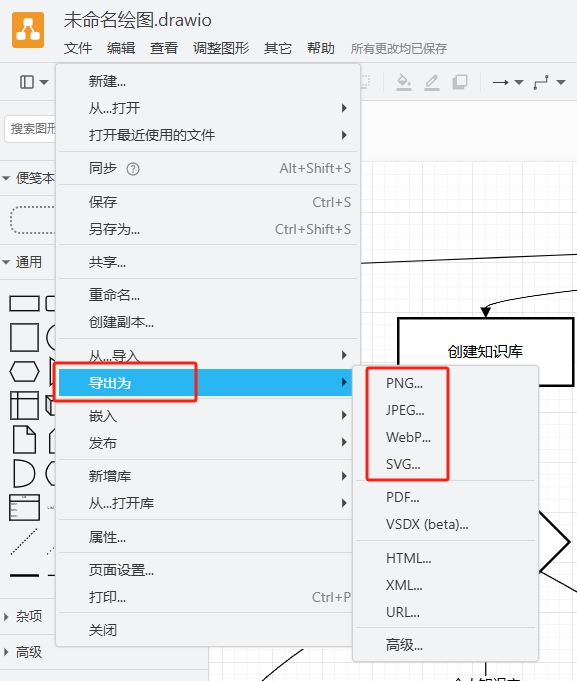 未命名绘图.drawio
文件 编辑 查看 调整图形 其它 帮助 所有更改均已保存
搜索图形
便笺本
通用
杂项
高级
新建...
从...打开
打开最近使用的文件
同步 Alt+Shift+S
保存 Ctrl+S
另存为... Ctrl+Shift+S
共享...
重命名...
创建副本...
从...导入
导出为
嵌入
发布
新增库
从...打开库
属性...
页面设置...
打印... Ctrl+P
关闭
PNG...
JPEG...
WebP...
SVG...
PDF...
VSDX (beta)...
HTML...
XML...
URL...
高级...
创建知识库